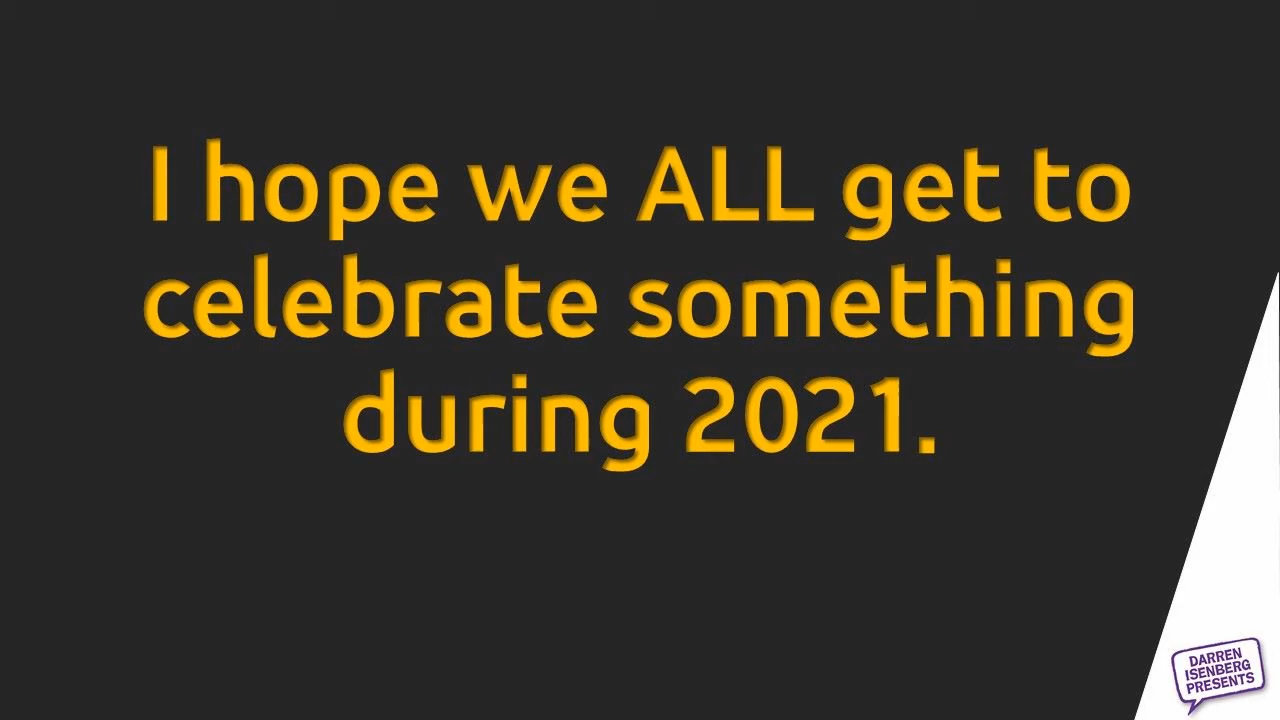 I hope we ALL get to
celebrate something
during 2021.
DARREN
ISENBERG
PRESENTS